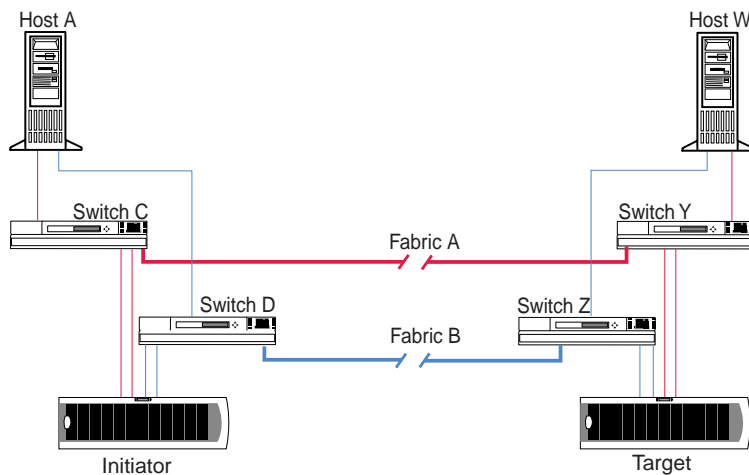 Host A
Host W
Switch C
Switch Y
Fabric A
Switch D
Switch Z
Fabric B
Initiator
Target